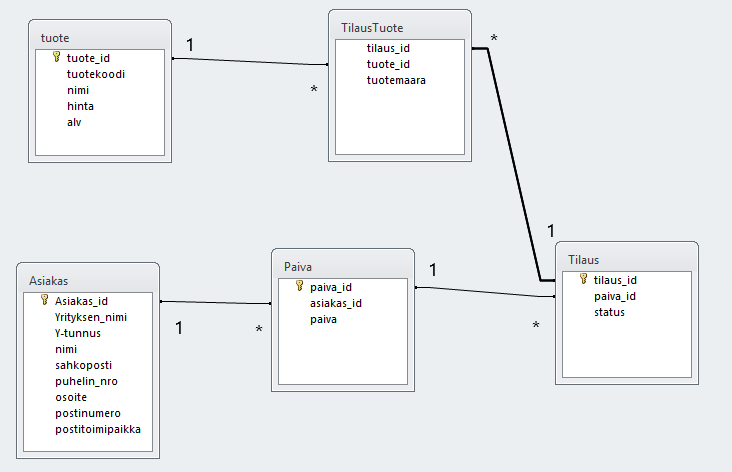 tuote
tuote_id
tuotekoodi
nimi
hinta
alv
1
*
TilausTuote
tilaus_id
tuote_id
tuotemaara
*
1
Asiakas
Asiakas_id
Yrityksen_nimi
Y-tunnus
nimi
sahkoposti
puhelin_nro
osoite
postinumero
postitoimipaikka
1
*
Paiva
paiva_id
asiakas_id
paiva
1
*
Tilaus
tilaus_id
paiva_id
status